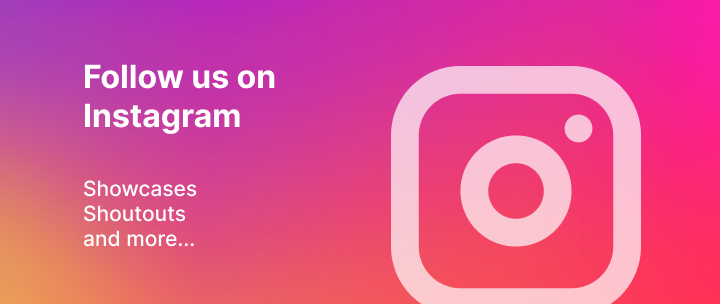 Follow us on
Instagram
Showcases
Shoutouts
and more...